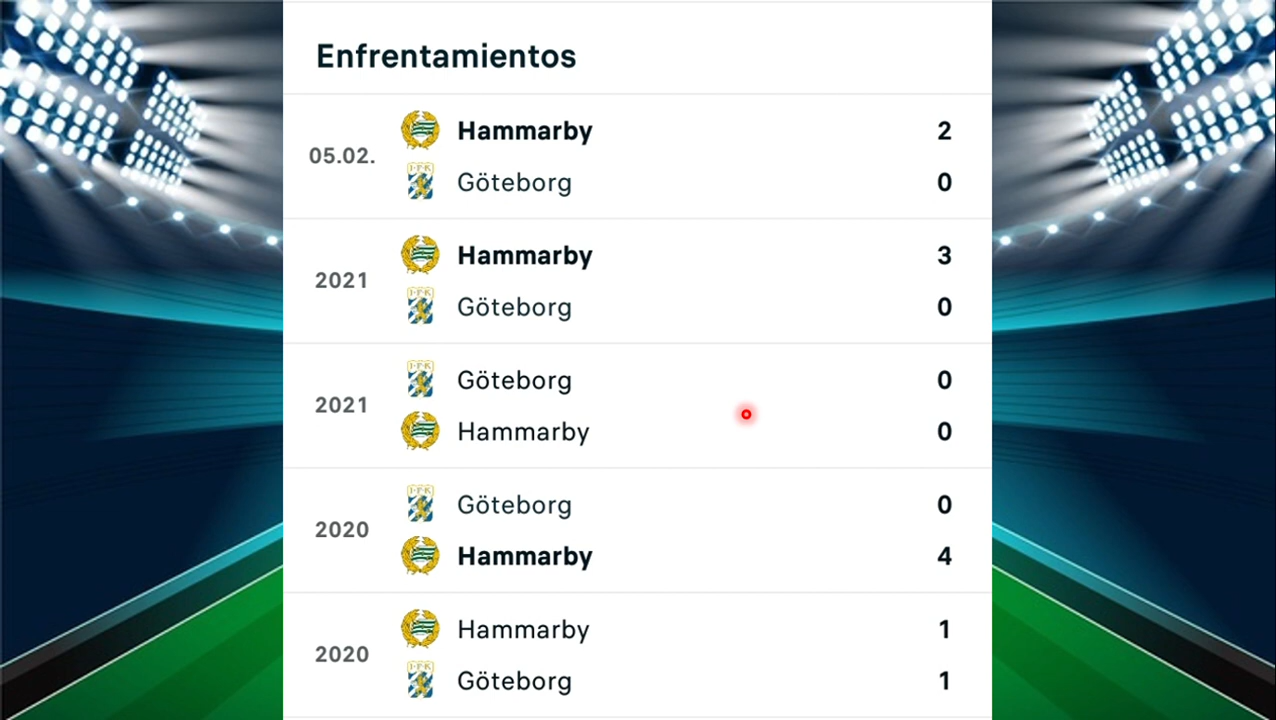 Enfrentamientos
05.02.
Hammarby 2
Göteborg 0
2021
Hammarby 3
Göteborg 0
2021
Göteborg 0
Hammarby 0
2020
Göteborg 0
Hammarby 4
2020
Hammarby 1
Göteborg 1